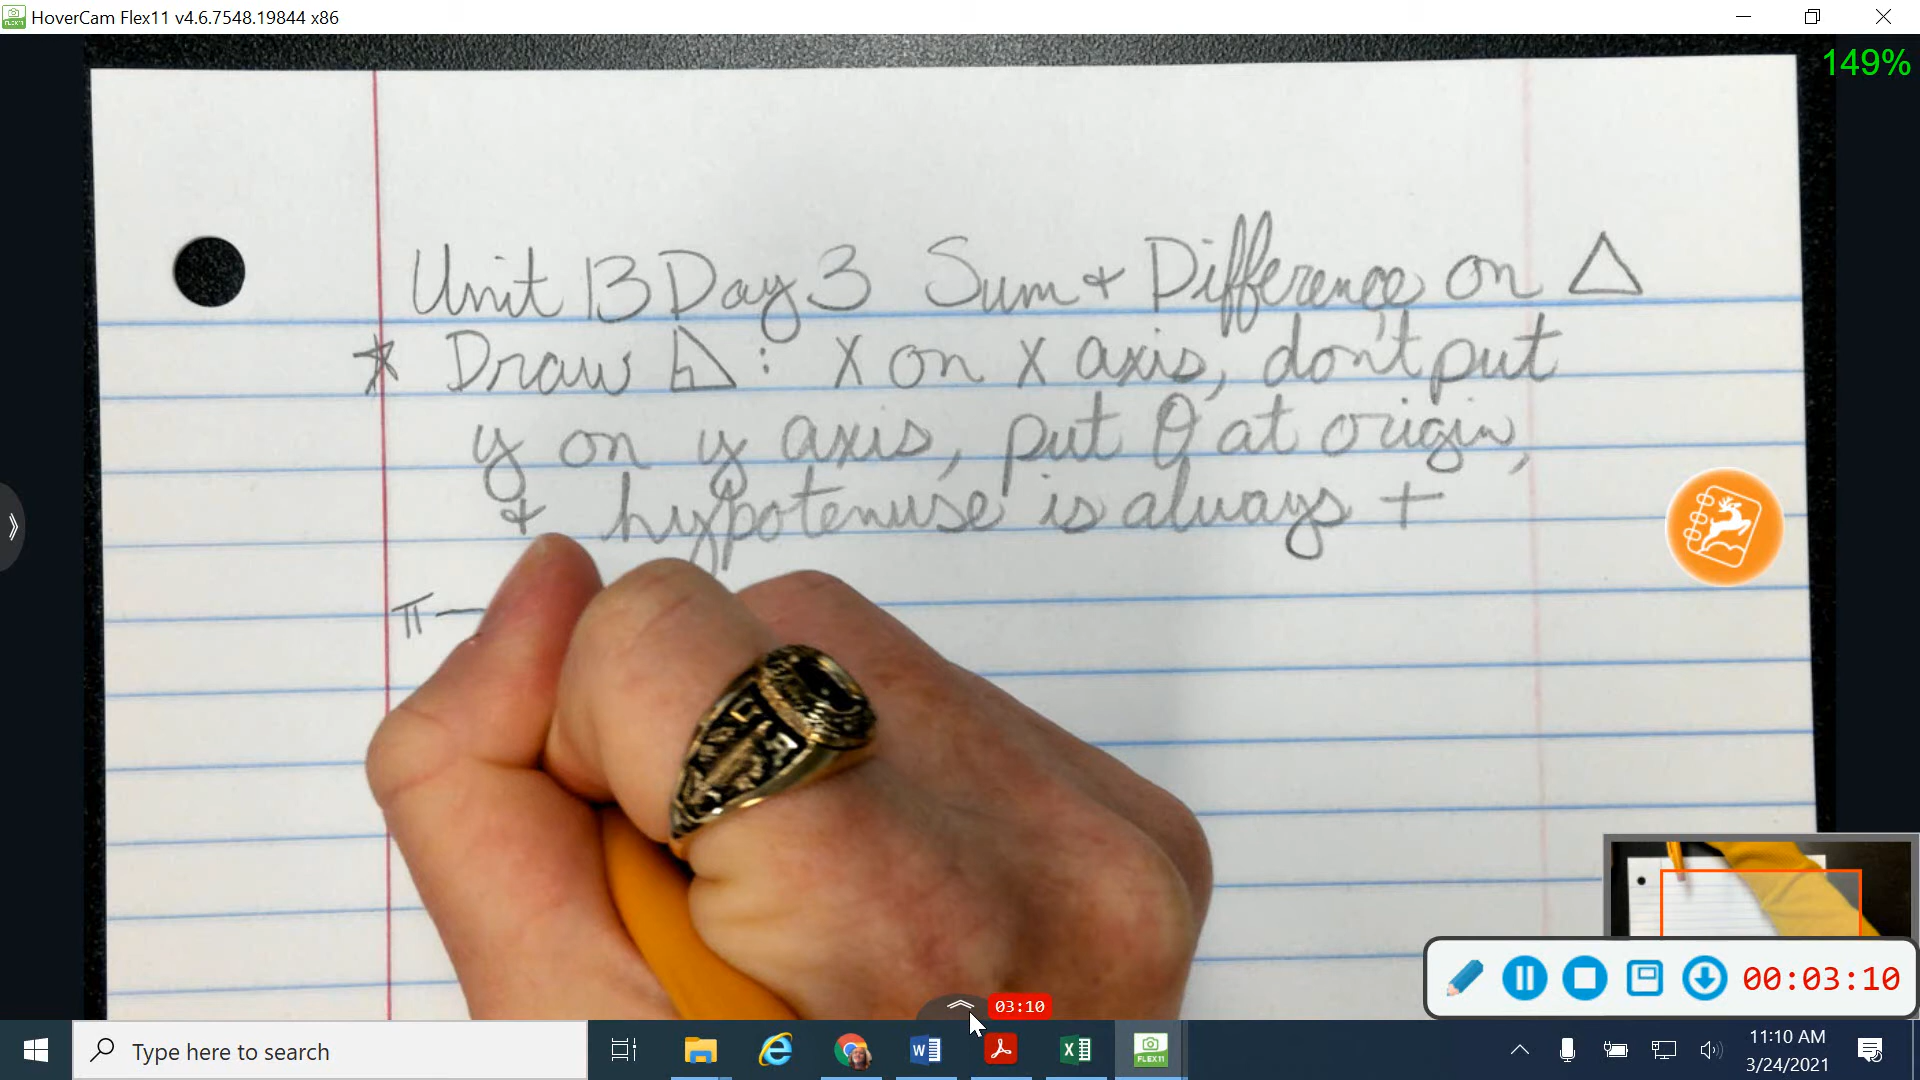 HoverCam Flex11 v4.6.7548.19844 x86
149%
Unit 13 Day 3 Sum + Difference on △
* Draw ◺: X on X axis, don't put
y on y axis, put θ at origin,
+ hypotenuse is always +
π-
00:03:10
03:10
Type here to search
FLEX11
11:10 AM
3/24/2021